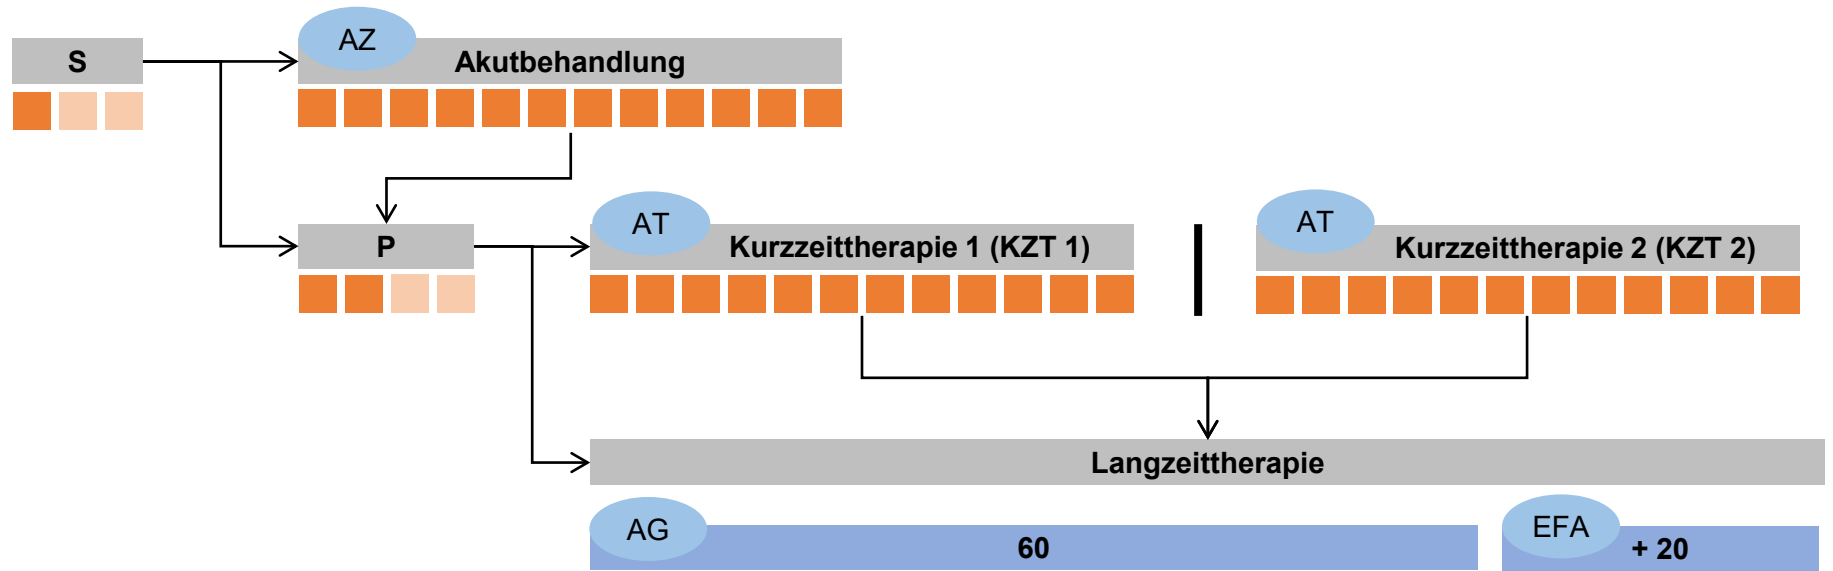 S
AZ
Akutbehandlung
P
AT
Kurzzeittherapie 1 (KZT 1)
AT
Kurzzeittherapie 2 (KZT 2)
Langzeittherapie
AG
60
EFA
+ 20